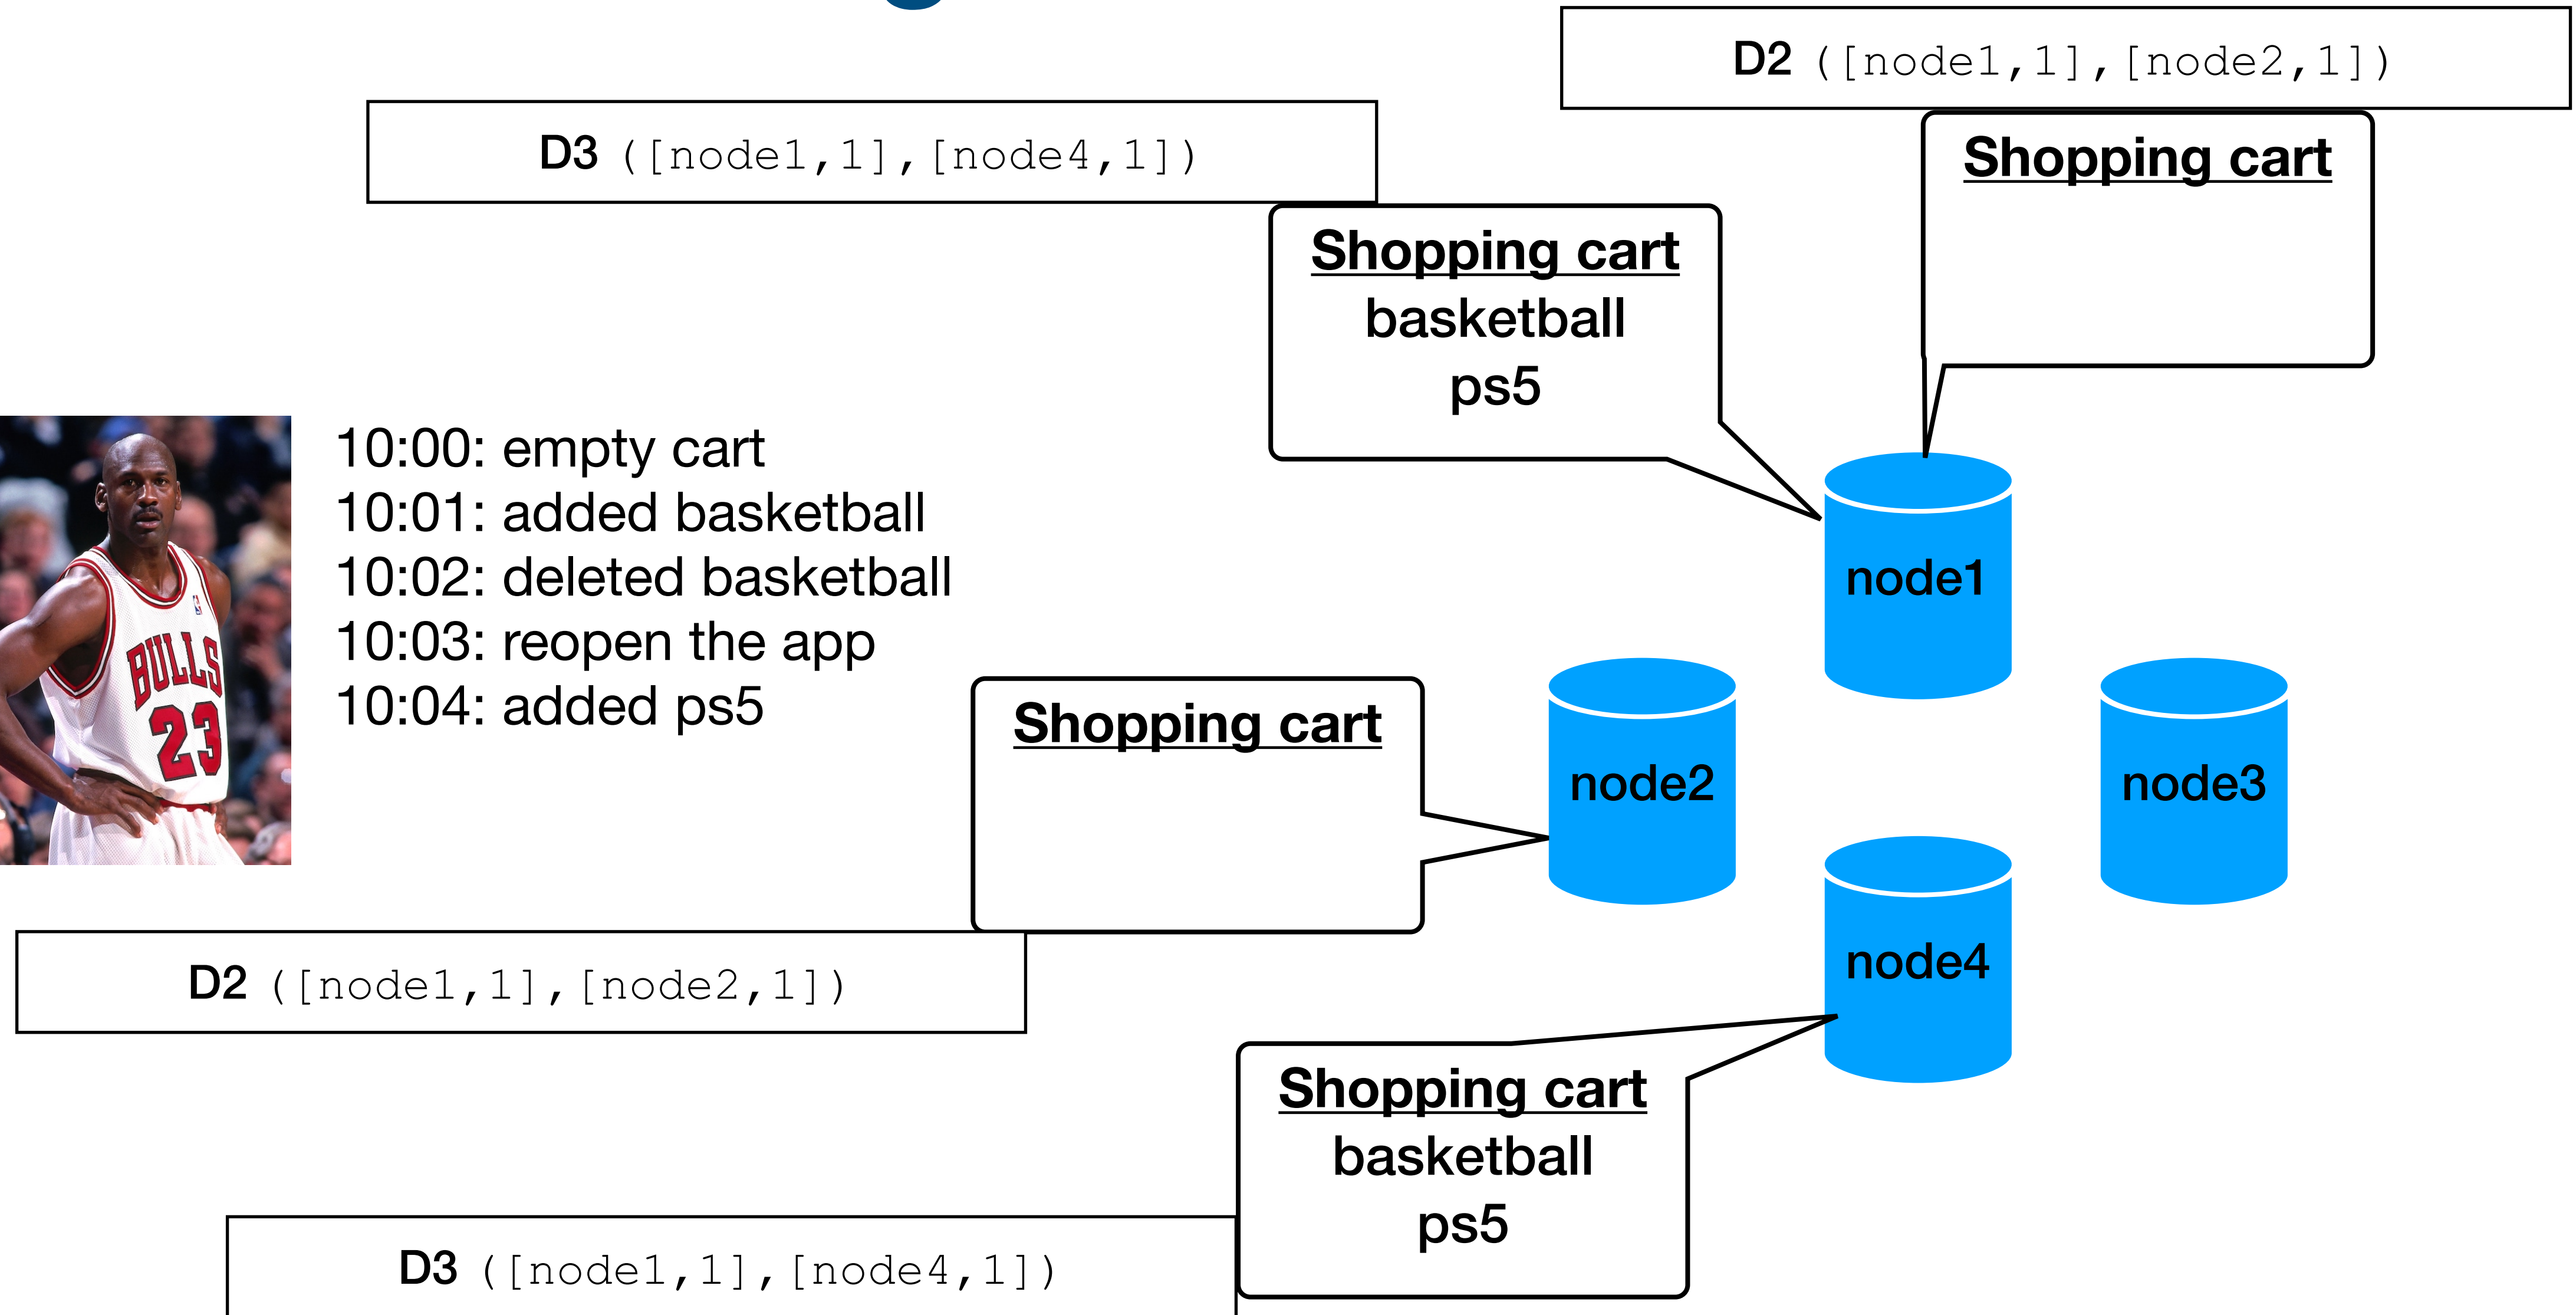 D2 ([node1,1],[node2,1])
D3 ([node1,1],[node4,1])
Shopping cart
Shopping cart
basketball
ps5
10:00: empty cart
10:01: added basketball
10:02: deleted basketball
10:03: reopen the app
10:04: added ps5
BULLS
23
node1
Shopping cart
node2
node3
D2 ([node1,1],[node2,1])
node4
Shopping cart
basketball
ps5
D3 ([node1,1],[node4,1])